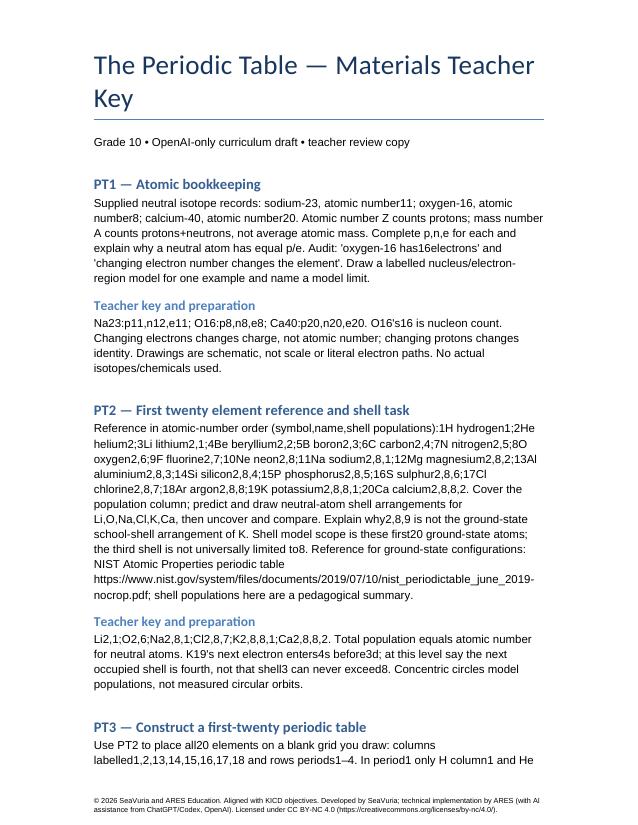 The Periodic Table — Materials Teacher
Key
Grade 10 • OpenAI-only curriculum draft • teacher review copy
PT1 — Atomic bookkeeping
Supplied neutral isotope records: sodium-23, atomic number11; oxygen-16, atomic
number8; calcium-40, atomic number20. Atomic number Z counts protons; mass number
A counts protons+neutrons, not average atomic mass. Complete p,n,e for each and
explain why a neutral atom has equal p/e. Audit: 'oxygen-16 has16electrons' and
'changing electron number changes the element'. Draw a labelled nucleus/electron-
region model for one example and name a model limit.
Teacher key and preparation
Na23:p11,n12,e11; O16:p8,n8,e8; Ca40:p20,n20,e20. O16's16 is nucleon count.
Changing electrons changes charge, not atomic number; changing protons changes
identity. Drawings are schematic, not scale or literal electron paths. No actual
isotopes/chemicals used.
PT2 — First twenty element reference and shell task
Reference in atomic-number order (symbol,name,shell populations):1H hydrogen1;2He
helium2;3Li lithium2,1;4Be beryllium2,2;5B boron2,3;6C carbon2,4;7N nitrogen2,5;8O
oxygen2,6;9F fluorine2,7;10Ne neon2,8;11Na sodium2,8,1;12Mg magnesium2,8,2;13Al
aluminium2,8,3;14Si silicon2,8,4;15P phosphorus2,8,5;16S sulphur2,8,6;17Cl
chlorine2,8,7;18Ar argon2,8,8;19K potassium2,8,8,1;20Ca calcium2,8,8,2. Cover the
population column; predict and draw neutral-atom shell arrangements for
Li,O,Na,Cl,K,Ca, then uncover and compare. Explain why2,8,9 is not the ground-state
school-shell arrangement of K. Shell model scope is these first20 ground-state atoms;
the third shell is not universally limited to8. Reference for ground-state configurations:
NIST Atomic Properties periodic table
https://www.nist.gov/system/files/documents/2019/07/10/nist_periodictable_june_2019-
nocrop.pdf; shell populations here are a pedagogical summary.
Teacher key and preparation
Li2,1;O2,6;Na2,8,1;Cl2,8,7;K2,8,8,1;Ca2,8,8,2. Total population equals atomic number
for neutral atoms. K19's next electron enters4s before3d; at this level say the next
occupied shell is fourth, not that shell3 can never exceed8. Concentric circles model
populations, not measured circular orbits.
PT3 — Construct a first-twenty periodic table
Use PT2 to place all20 elements on a blank grid you draw: columns
labelled1,2,13,14,15,16,17,18 and rows periods1–4. In period1 only H column1 and He
© 2026 SeaVuria and ARES Education. Aligned with KICD objectives. Developed by SeaVuria; technical implementation by ARES (with AI
assistance from ChatGPT/Codex, OpenAI). Licensed under CC BY-NC 4.0 (https://creativecommons.org/licenses/by-nc/4.0/).